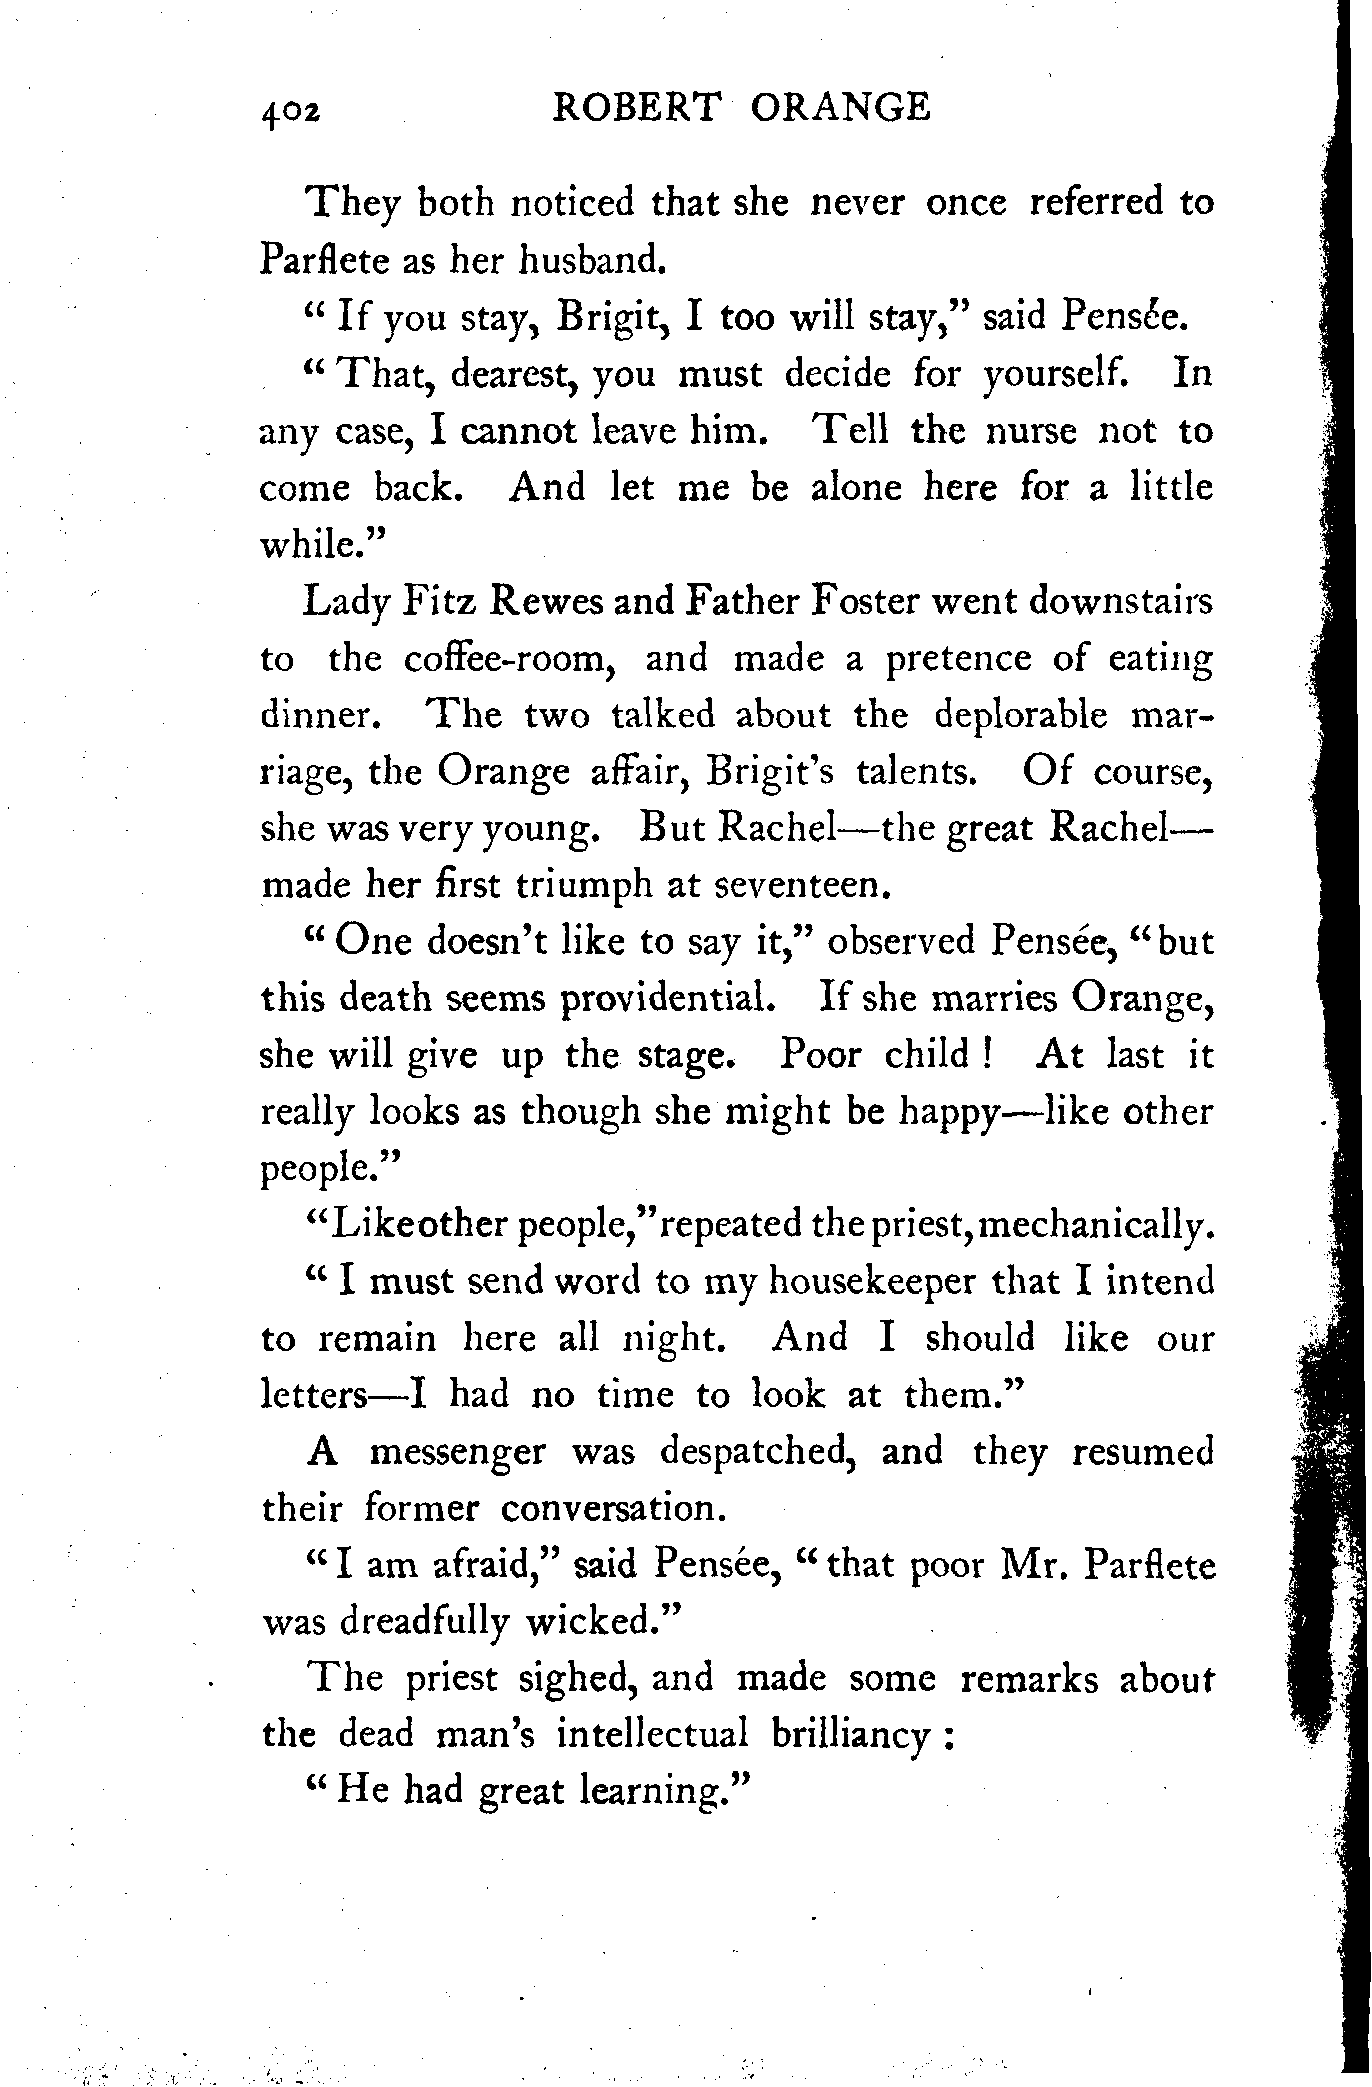 402 ROBERT ORANGE
They both noticed that she never once referred to
Parflete as her husband.
" If you stay, Brigit, I too will stay," said Pensée.
" That, dearest, you must decide for yourself. In
any case, I cannot leave him. Tell the nurse not to
come back. And let me be alone here for a little
while."
Lady Fitz Rewes and Father Foster went downstairs
to the coffee-room, and made a pretence of eating
dinner. The two talked about the deplorable mar-
riage, the Orange affair, Brigit's talents. Of course,
she was very young. But Rachel—the great Rachel—
made her first triumph at seventeen.
" One doesn't like to say it," observed Pensée, "but
this death seems providential. If she marries Orange,
she will give up the stage. Poor child ! At last it
really looks as though she might be happy—like other
people."
"Like other people," repeated the priest, mechanically.
" I must send word to my housekeeper that I intend
to remain here all night. And I should like our
letters—I had no time to look at them."
A messenger was despatched, and they resumed
their former conversation.
" I am afraid," said Pensée, " that poor Mr. Parflete
was dreadfully wicked."
The priest sighed, and made some remarks about
the dead man's intellectual brilliancy :
" He had great learning."